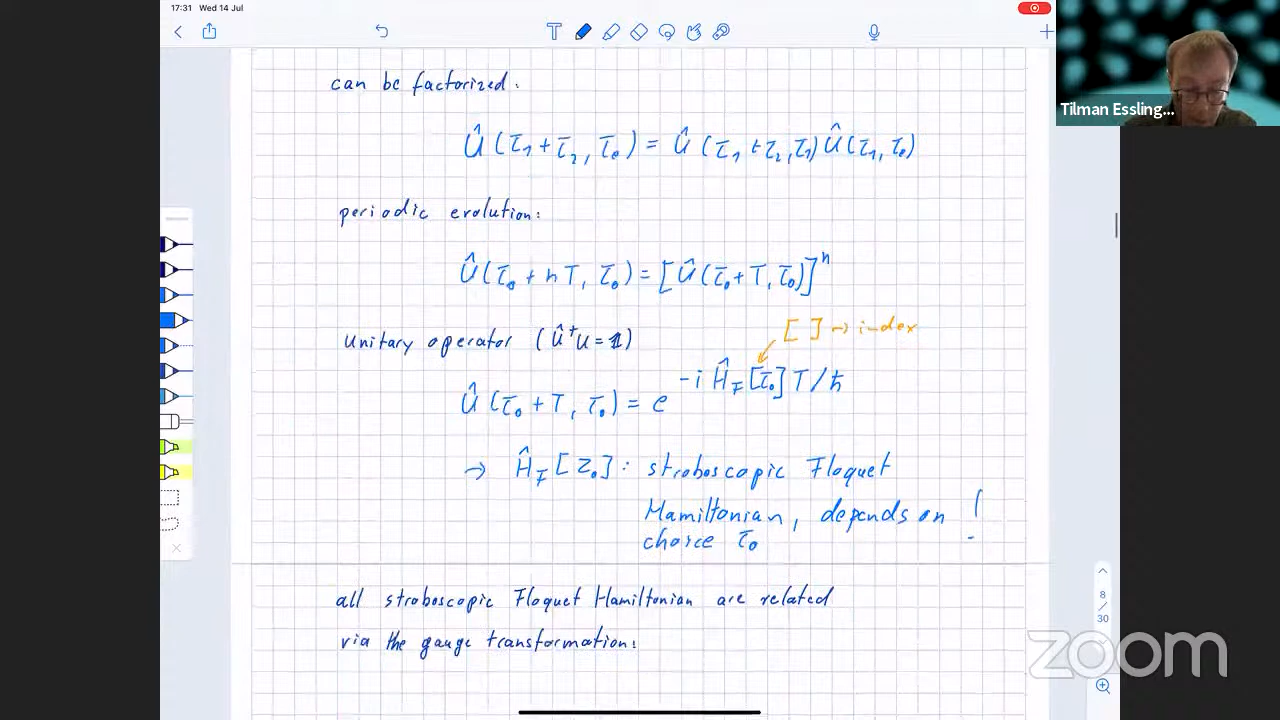 17:31 Wed 14 Jul
Tilman Essling...
can be factorized:
Û(τ₁+τ₂, τ₀) = Û(τ₁+τ₂, τ₁) Û(τ₁, τ₀)
periodic evolution:
Û(τ₀ + nT, τ₀) = [Û(τ₀+T, τ₀)]ⁿ
[ ] → index
unitary operator (Û†U = 1)
Û(τ₀ + T, τ₀) = e^{-i Ĥ_F[τ₀] T/ħ}
→ Ĥ_F[τ₀]: stroboscopic Floquet
Hamiltonian, depends on !
choice τ₀
all stroboscopic Floquet Hamiltonian are related
via the gauge transformation:
8
/
30
zoom